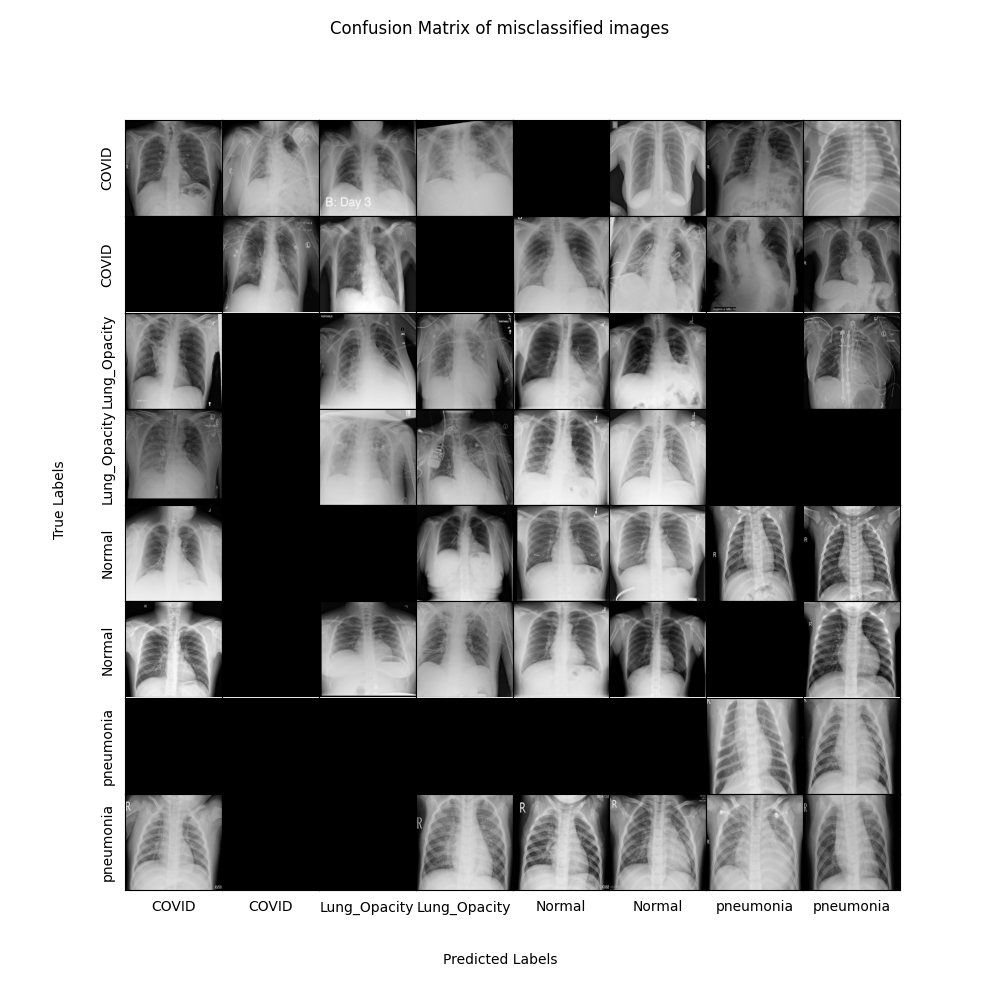 Confusion Matrix of misclassified images
COVID
B: Day 3
COVID
Lung_Opacity
Lung_Opacity
True Labels
Normal
R
R
Normal
pneumonia
pneumonia
R
R
R
R
COVID COVID Lung_Opacity Lung_Opacity Normal Normal pneumonia pneumonia
Predicted Labels